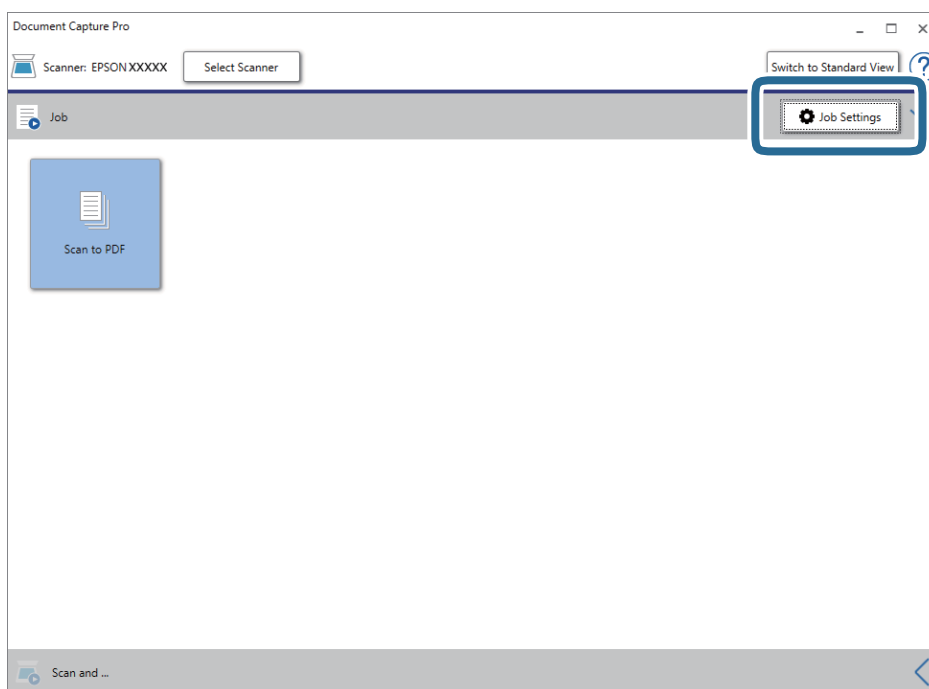 Document Capture Pro
Scanner: EPSON XXXXX
Select Scanner
Switch to Standard View
?
Job
Job Settings
Scan to PDF
Scan and ...